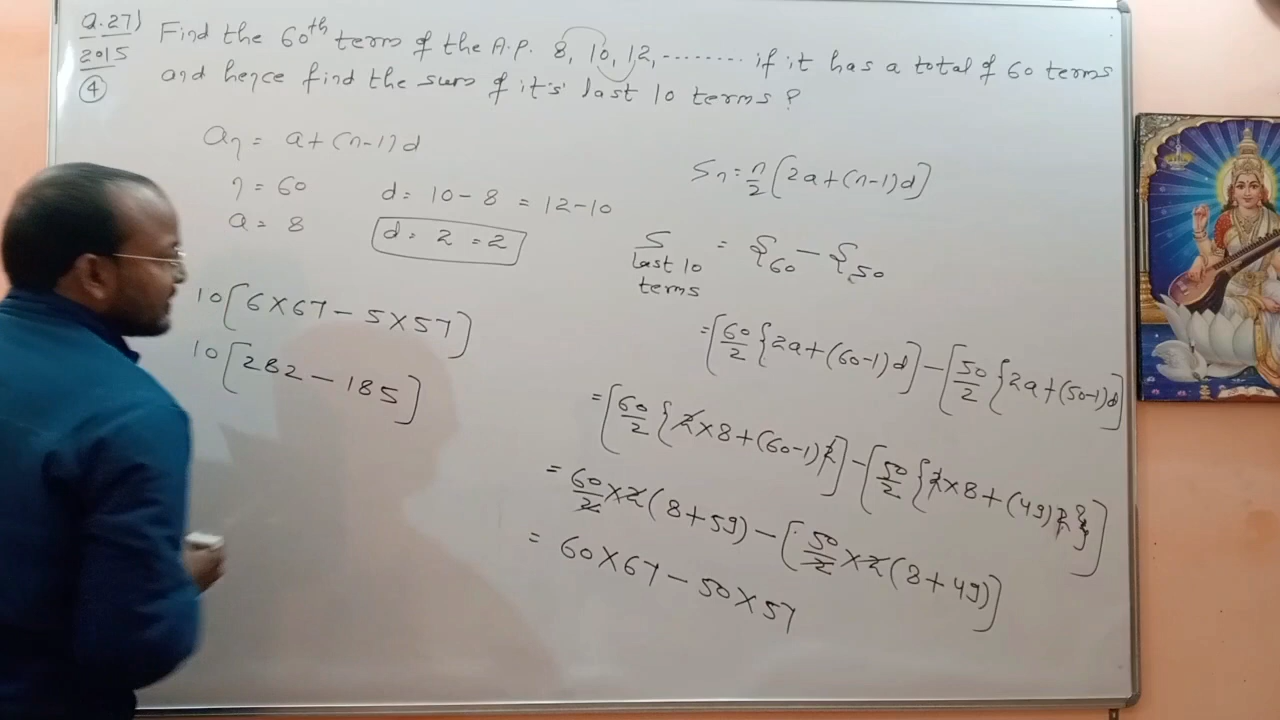 Q.27) Find the 60th term of the A.P. 8, 10, 12, ........ if it has a total of 60 terms
2015
④ and hence find the sum of it's last 10 terms ?
an = a+(n-1)d
n = 60
a = 8
d = 10-8 = 12-10
d = 2 = 2
10[6×67-5×57]
10[282-185]
Sn = n/2 [2a+(n-1)d]
S last 10 terms = S60 - S50
= [60/2 {2a+(60-1)d] - [50/2 {2a+(50-1)d]
= [60/2 {2×8+(60-1)2] - [50/2 {2×8+(49)2}]
= 60/2 ×2(8+59) - [50/2 ×2(8+49)]
= 60×67-50×57